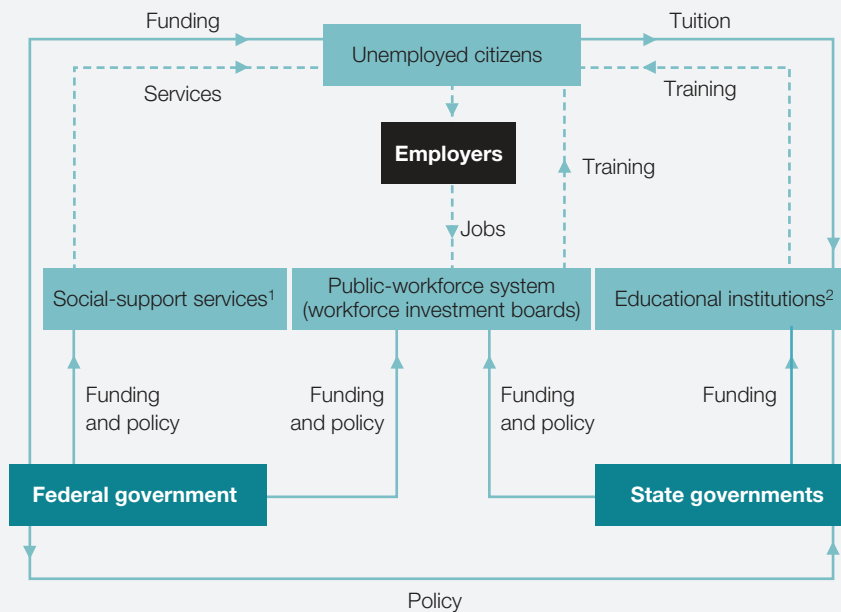 Funding
Tuition
Unemployed citizens
Services
Training
Employers
Training
Jobs
Social-support services¹
Public-workforce system
(workforce investment boards)
Educational institutions²
Funding
and policy
Funding
and policy
Funding
and policy
Funding
Federal government
State governments
Policy